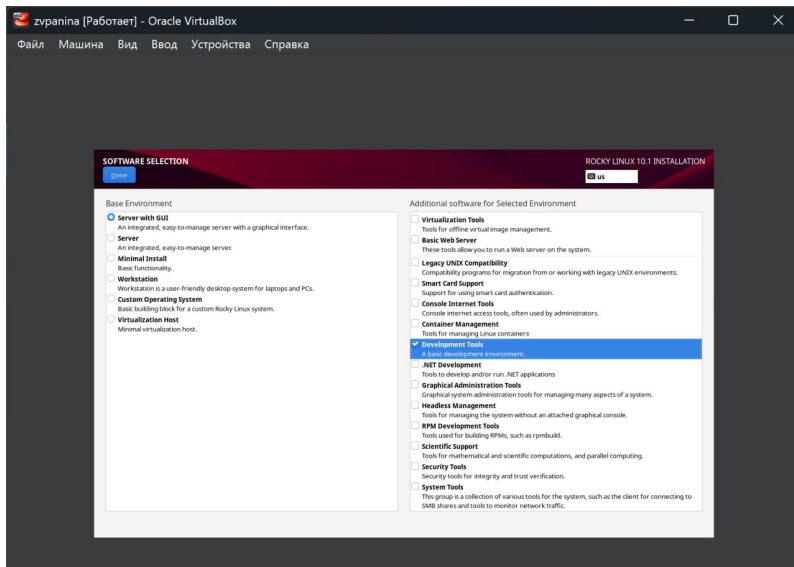 zvpanina [Работает] - Oracle VirtualBox
Файл Машина Вид Ввод Устройства Справка
SOFTWARE SELECTION
Done
ROCKY LINUX 10.1 INSTALLATION
us
Base Environment
Server with GUI
An integrated, easy-to-manage server with a graphical interface.
Server
An integrated, easy-to-manage server.
Minimal Install
Basic functionality.
Workstation
Workstation is a user-friendly desktop system for laptops and PCs.
Custom Operating System
Basic building block for a custom Rocky Linux system.
Virtualization Host
Minimal virtualization host.
Additional software for Selected Environment
Virtualization Tools
Tools for offline virtual image management.
Basic Web Server
These tools allow you to run a Web server on the system.
Legacy UNIX Compatibility
Compatibility programs for migration from or working with legacy UNIX environments.
Smart Card Support
Support for using smart card authentication.
Console Internet Tools
Console internet access tools, often used by administrators.
Container Management
Tools for managing Linux containers
Development Tools
A basic development environment.
.NET Development
Tools to develop and/or run .NET applications
Graphical Administration Tools
Graphical system administration tools for managing many aspects of a system.
Headless Management
Tools for managing the system without an attached graphical console.
RPM Development Tools
Tools used for building RPMs, such as rpmbuild.
Scientific Support
Tools for mathematical and scientific computations, and parallel computing.
Security Tools
Security tools for integrity and trust verification.
System Tools
This group is a collection of various tools for the system, such as the client for connecting to
SMB shares and tools to monitor network traffic.